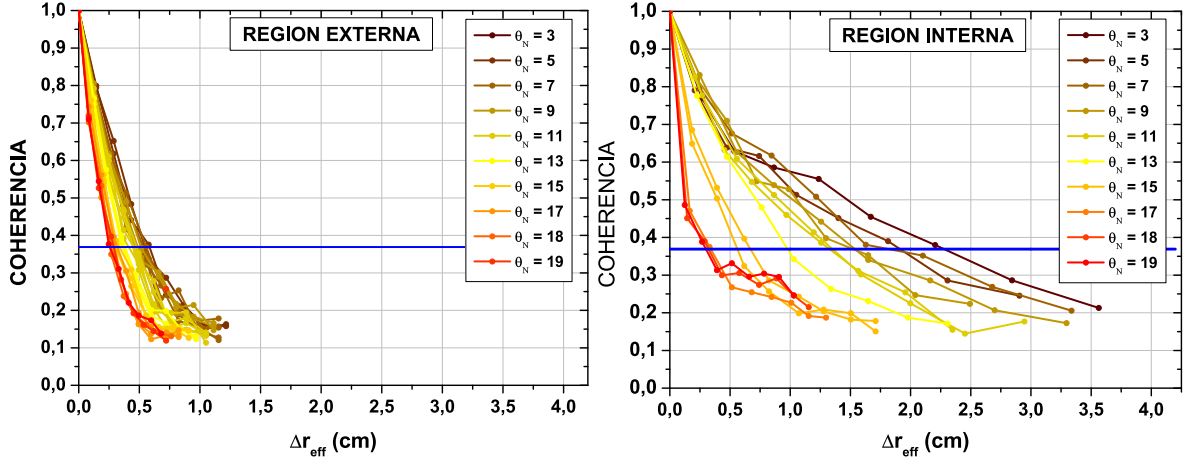 REGION EXTERNA
COHERENCIA
1,0
0,9
0,8
0,7
0,6
0,5
0,4
0,3
0,2
0,1
0,0
θN = 3
θN = 5
θN = 7
θN = 9
θN = 11
θN = 13
θN = 15
θN = 17
θN = 18
θN = 19
0,0 0,5 1,0 1,5 2,0 2,5 3,0 3,5 4,0
Δreff (cm)
REGION INTERNA
COHERENCIA
1,0
0,9
0,8
0,7
0,6
0,5
0,4
0,3
0,2
0,1
0,0
θN = 3
θN = 5
θN = 7
θN = 9
θN = 11
θN = 13
θN = 15
θN = 17
θN = 18
θN = 19
0,0 0,5 1,0 1,5 2,0 2,5 3,0 3,5 4,0
Δreff (cm)